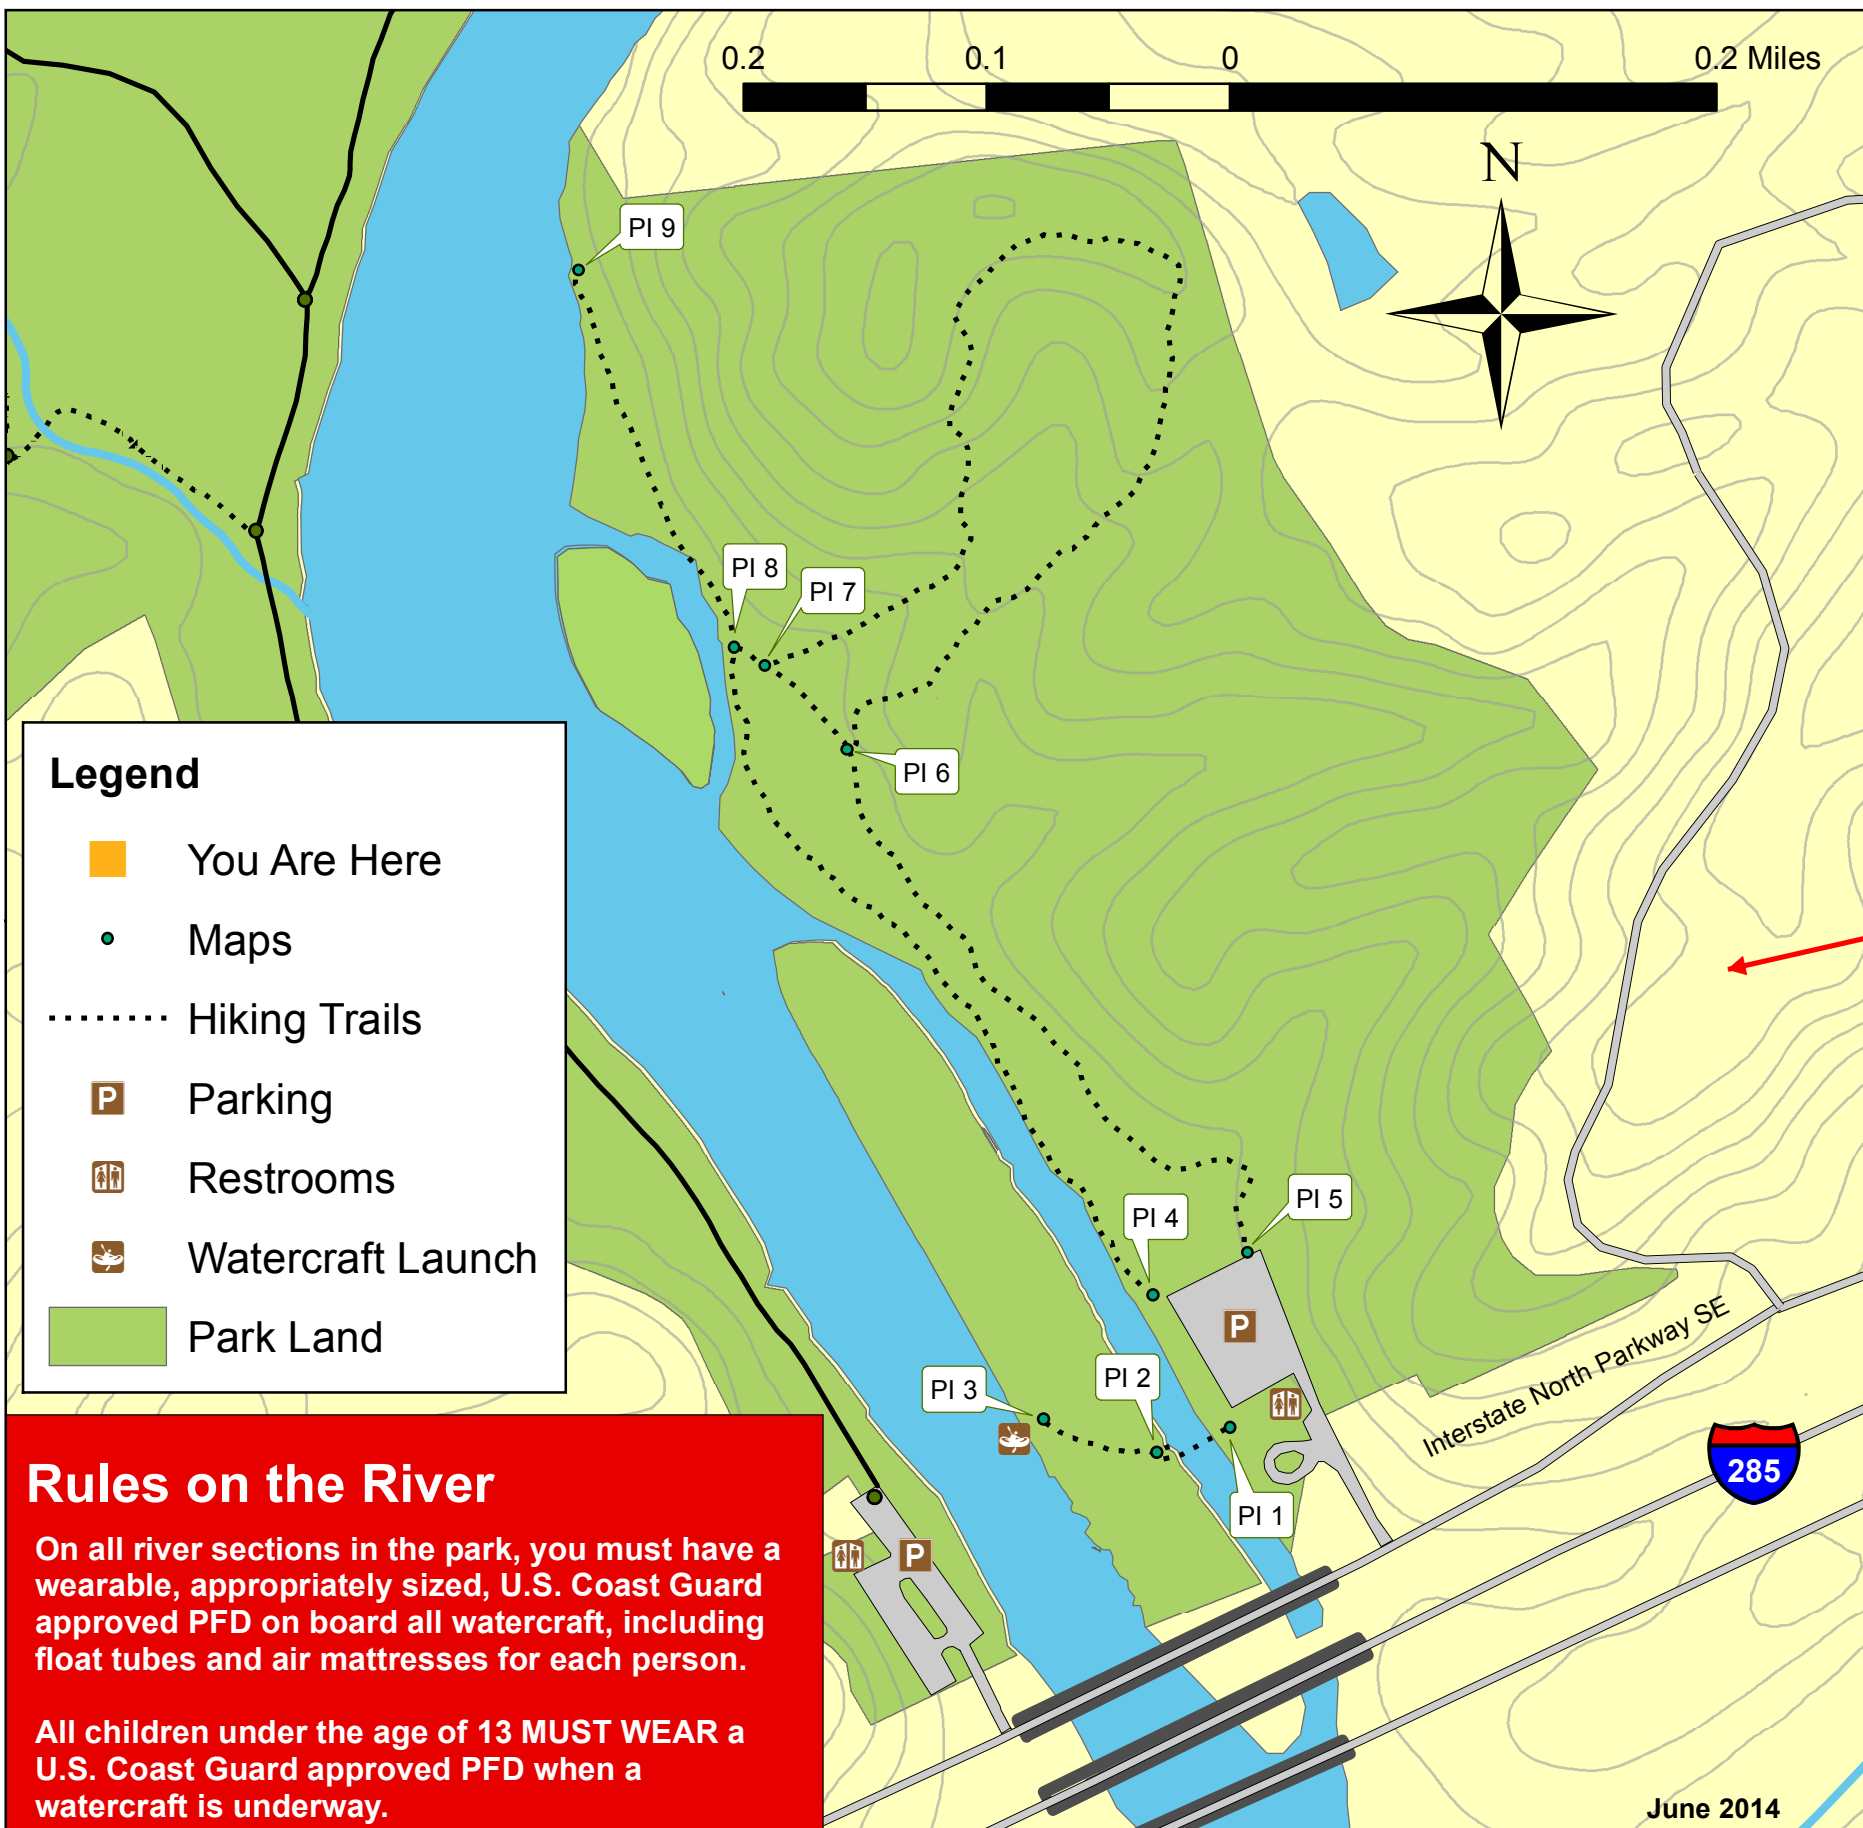 0.2 0.1 0 0.2 Miles
N
PI 9
PI 8
PI 7
PI 6
PI 5
PI 4
PI 3
PI 2
PI 1
P
Interstate North Parkway SE
285
P
Legend
You Are Here
Maps
Hiking Trails
P Parking
Restrooms
Watercraft Launch
Park Land
Rules on the River
On all river sections in the park, you must have a
wearable, appropriately sized, U.S. Coast Guard
approved PFD on board all watercraft, including
float tubes and air mattresses for each person.
All children under the age of 13 MUST WEAR a
U.S. Coast Guard approved PFD when a
watercraft is underway.
June 2014